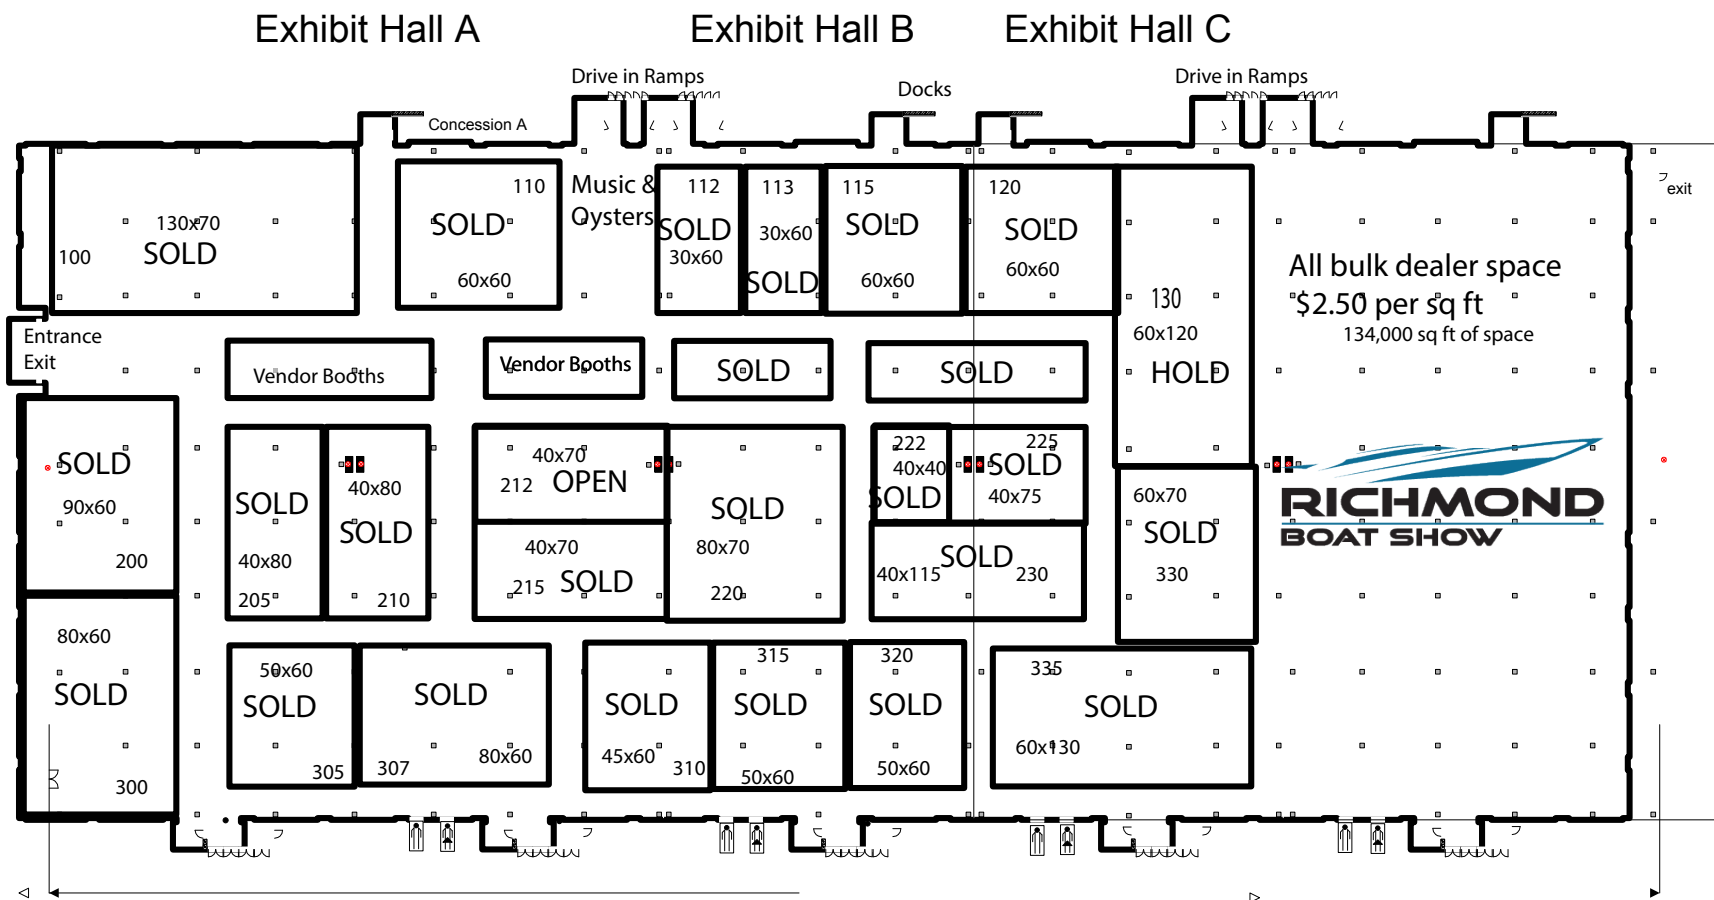 Exhibit Hall A
Exhibit Hall B
Exhibit Hall C
Drive in Ramps
Docks
Drive in Ramps
Concession A
130x70
SOLD
100
110
SOLD
60x60
Music &
Oysters
112
SOLD
30x60
113
30x60
SOLD
115
SOLD
60x60
120
SOLD
60x60
130
60x120
HOLD
exit
All bulk dealer space
$2.50 per sq ft
134,000 sq ft of space
Entrance
Exit
Vendor Booths
Vendor Booths
SOLD
SOLD
SOLD
90x60
200
SOLD
40x80
205
40x80
SOLD
210
40x70
212 OPEN
40x70
215 SOLD
SOLD
80x70
220
222
40x40
SOLD
225
SOLD
40x75
SOLD
40x115 230
60x70
SOLD
330
RICHMOND
BOAT SHOW
80x60
SOLD
300
50x60
SOLD
305
SOLD
80x60
307
SOLD
45x60
310
315
SOLD
50x60
320
SOLD
50x60
335
SOLD
60x130